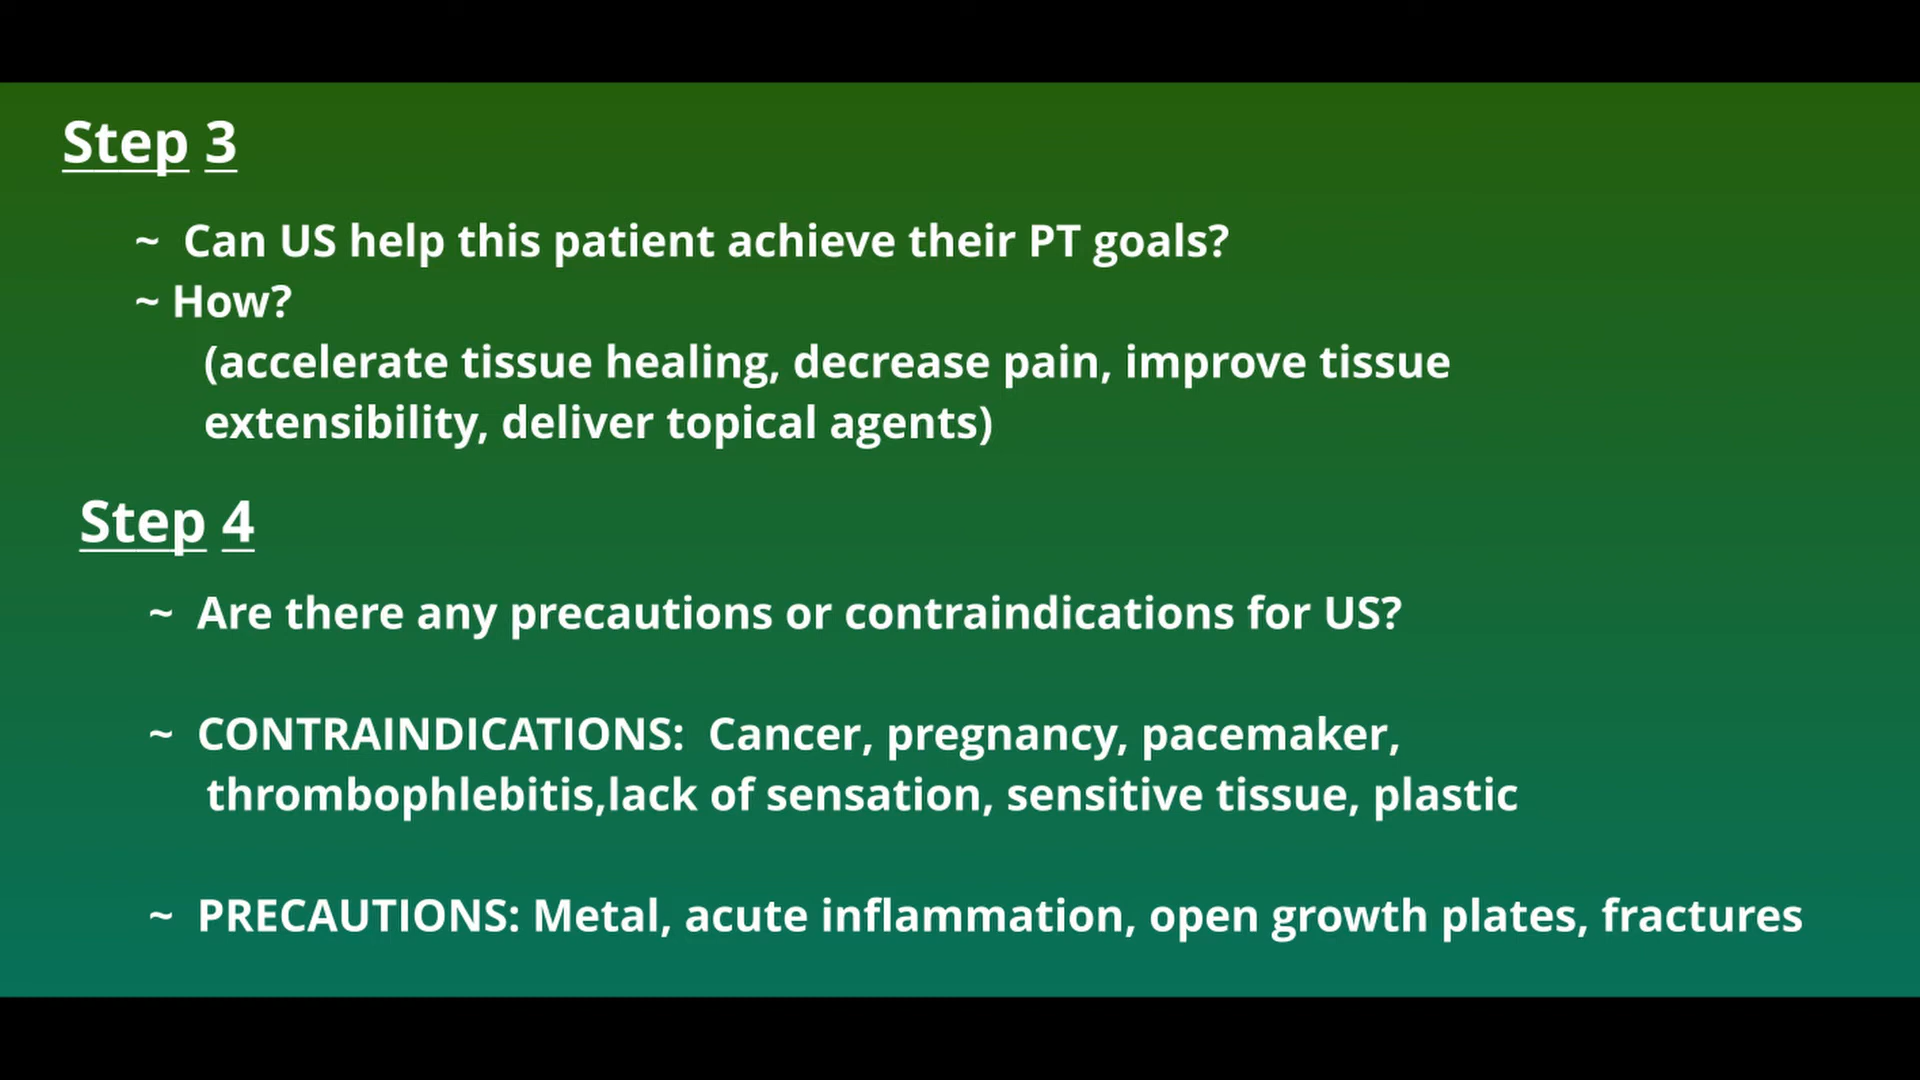 Step 3
~ Can US help this patient achieve their PT goals?
~ How?
(accelerate tissue healing, decrease pain, improve tissue
extensibility, deliver topical agents)
Step 4
~ Are there any precautions or contraindications for US?
~ CONTRAINDICATIONS: Cancer, pregnancy, pacemaker,
thrombophlebitis,lack of sensation, sensitive tissue, plastic
~ PRECAUTIONS: Metal, acute inflammation, open growth plates, fractures